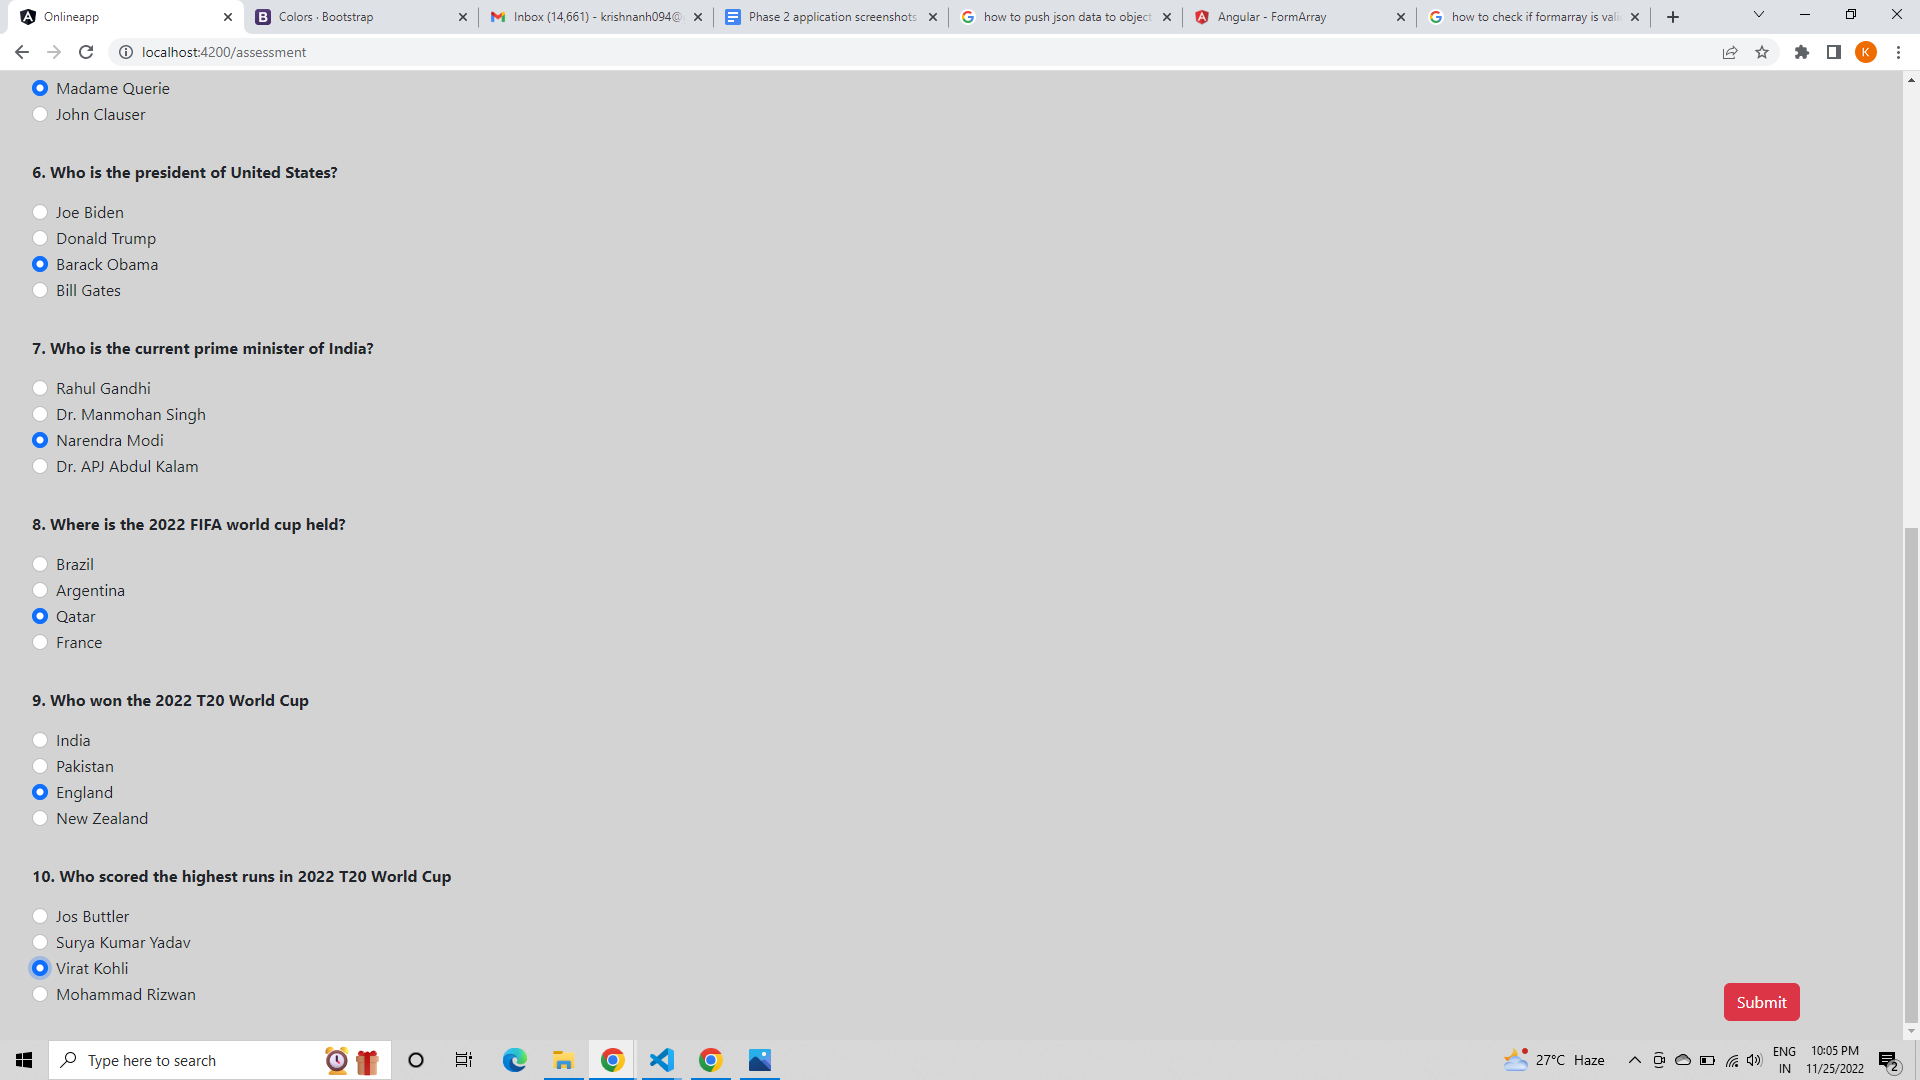 Onlineapp
Colors · Bootstrap
Inbox (14,661) - krishnanh094@
Phase 2 application screenshots
how to push json data to object
Angular - FormArray
how to check if formarray is vali
localhost:4200/assessment
K
Madame Querie
John Clauser
6. Who is the president of United States?
Joe Biden
Donald Trump
Barack Obama
Bill Gates
7. Who is the current prime minister of India?
Rahul Gandhi
Dr. Manmohan Singh
Narendra Modi
Dr. APJ Abdul Kalam
8. Where is the 2022 FIFA world cup held?
Brazil
Argentina
Qatar
France
9. Who won the 2022 T20 World Cup
India
Pakistan
England
New Zealand
10. Who scored the highest runs in 2022 T20 World Cup
Jos Buttler
Surya Kumar Yadav
Virat Kohli
Mohammad Rizwan
Submit
Type here to search
27°C Haze
ENG
IN
10:05 PM
11/25/2022
2